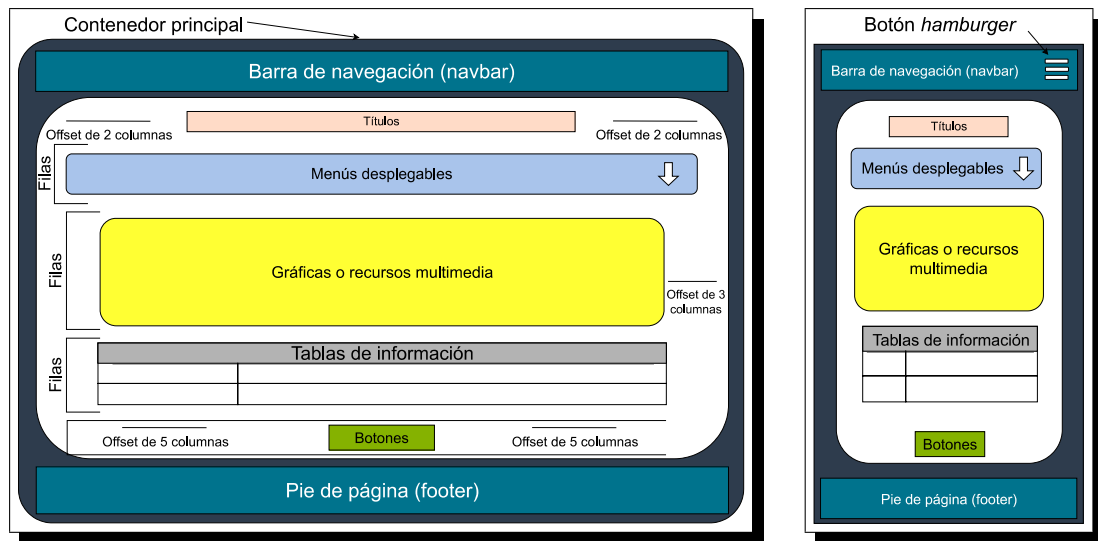 Contenedor principal
Barra de navegación (navbar)
Títulos
Offset de 2 columnas
Offset de 2 columnas
Filas
Menús desplegables
Filas
Gráficas o recursos multimedia
Offset de 3
columnas
Filas
Tablas de información
Offset de 5 columnas
Botones
Offset de 5 columnas
Pie de página (footer)
Botón hamburger
Barra de navegación (navbar)
Títulos
Menús desplegables
Gráficas o recursos
multimedia
Tablas de información
Botones
Pie de página (footer)